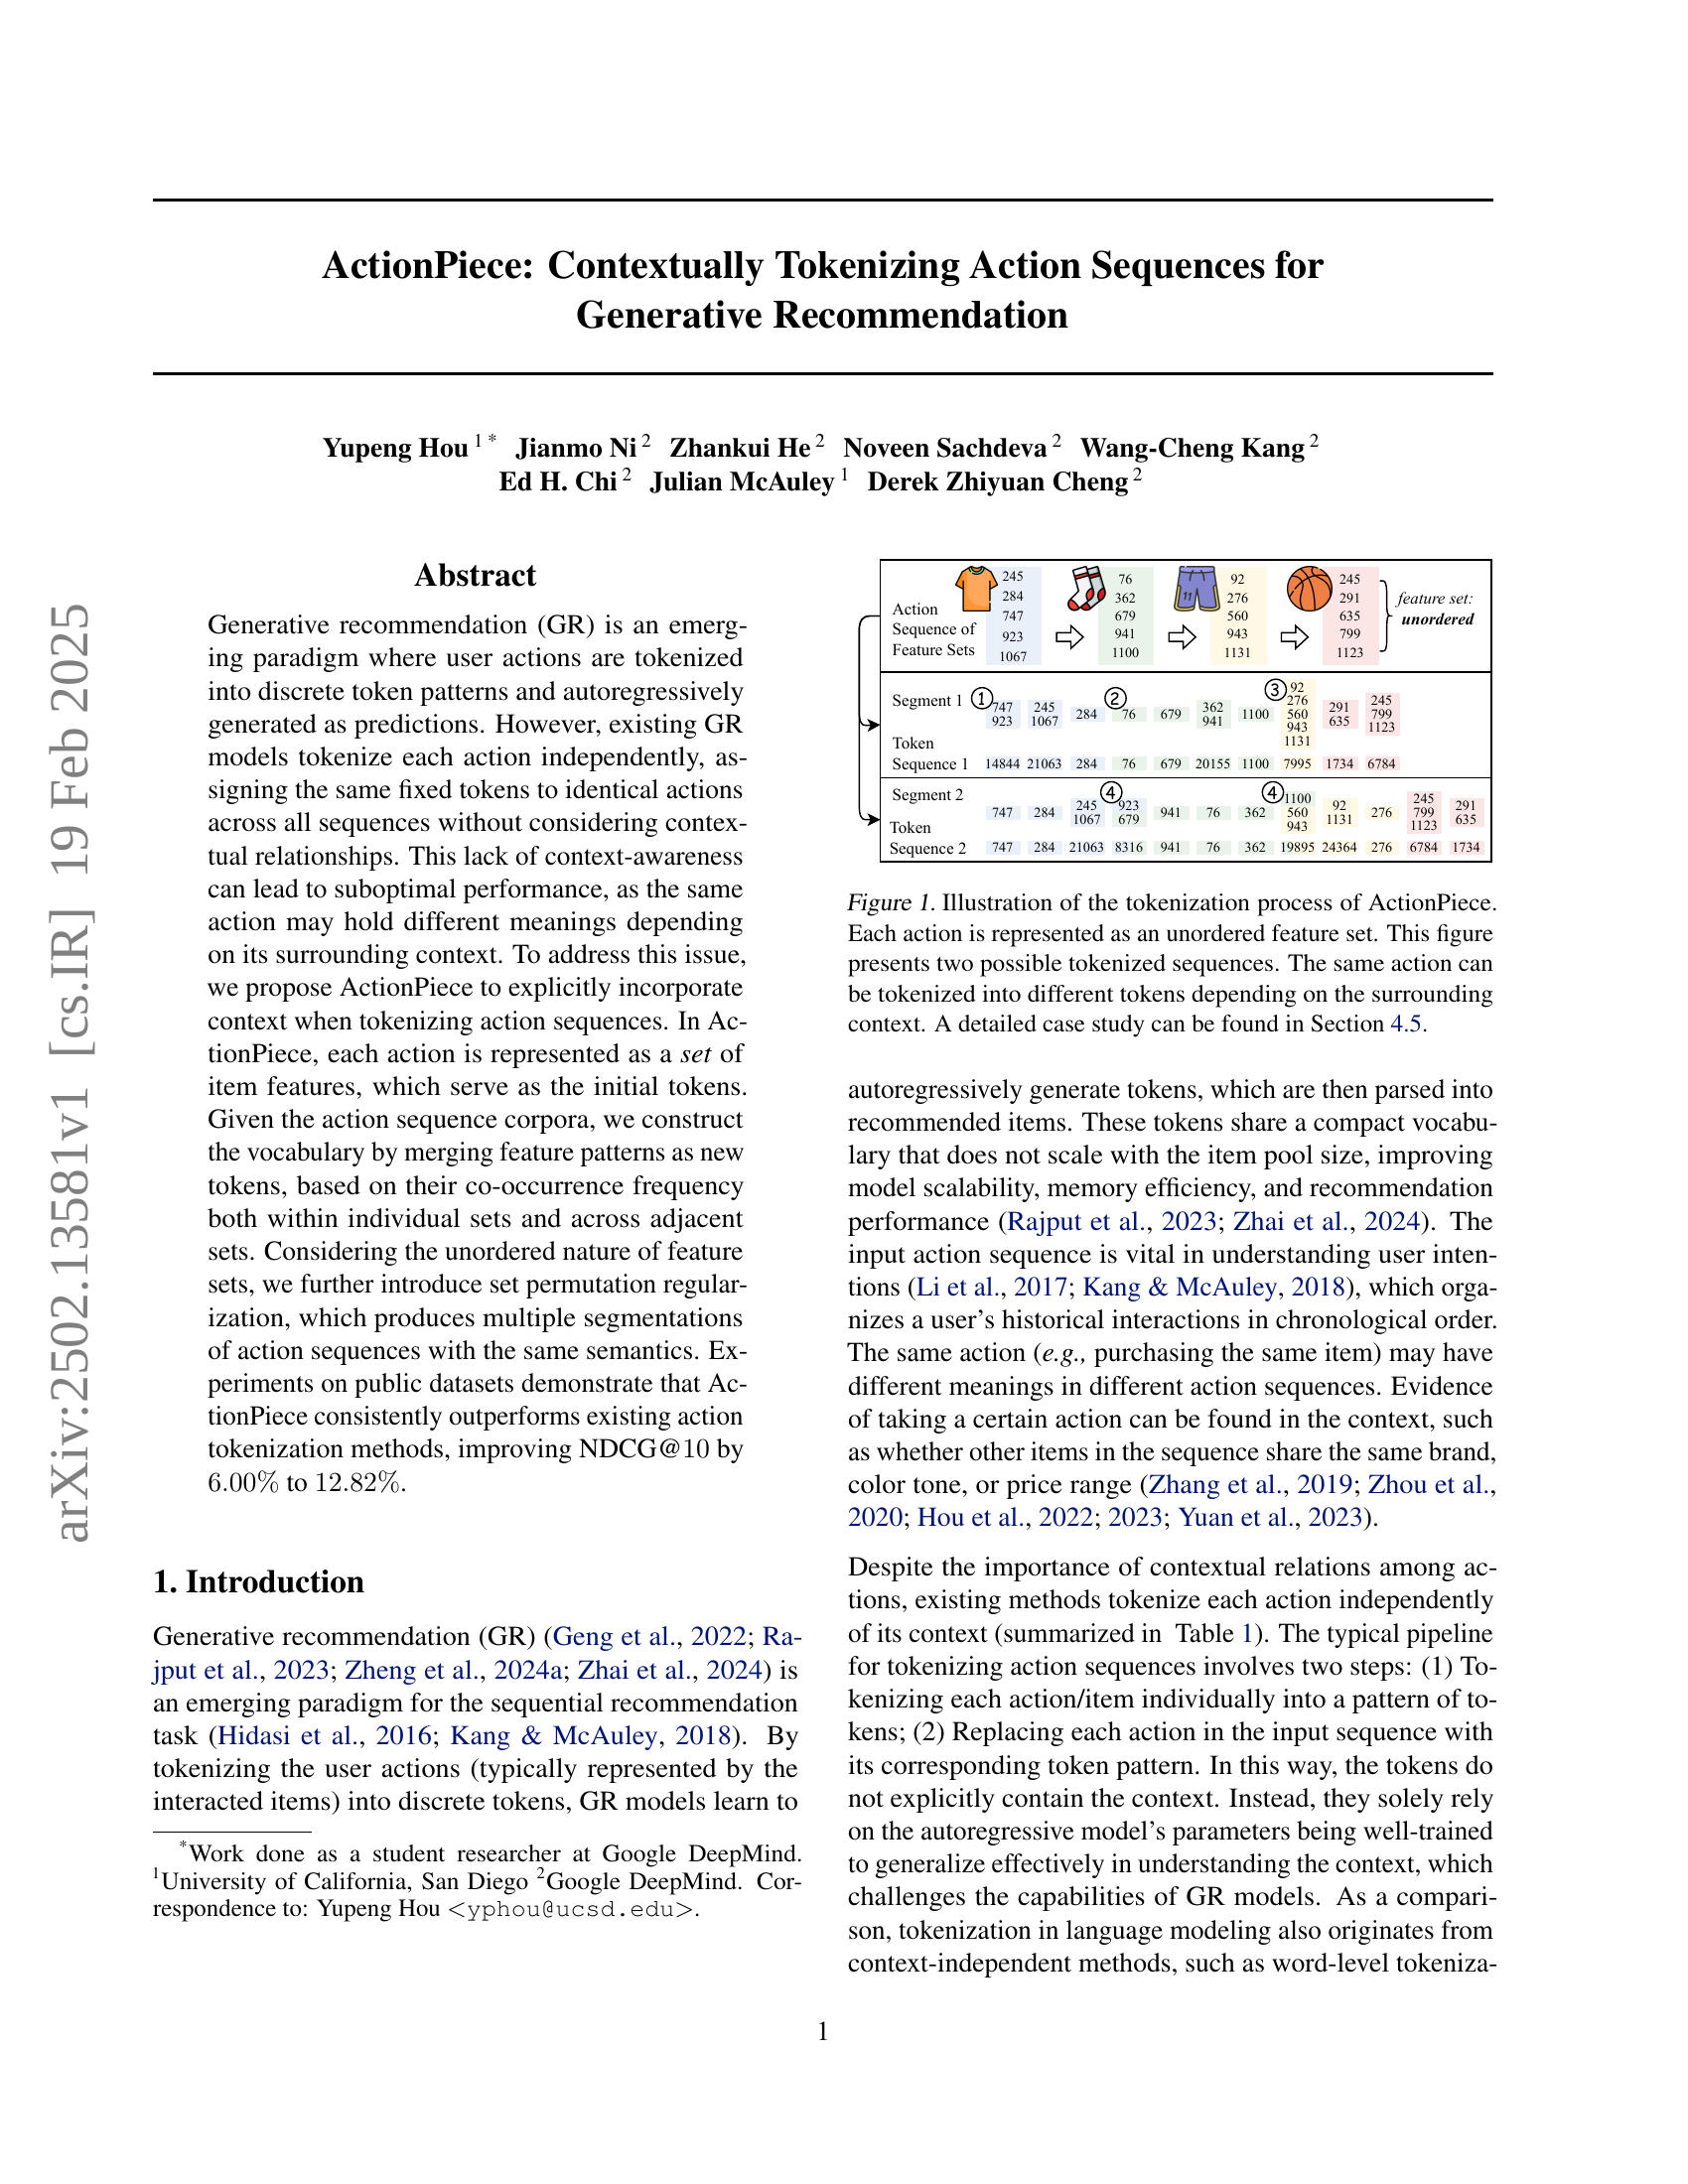 arXiv:2502.13581v1 [cs.IR] 19 Feb 2025
ActionPiece: Contextually Tokenizing Action Sequences for
Generative Recommendation
Yupeng Hou 1 * Jianmo Ni 2 Zhankui He 2 Noveen Sachdeva 2 Wang-Cheng Kang 2
Ed H. Chi 2 Julian McAuley 1 Derek Zhiyuan Cheng 2
Abstract
Generative recommendation (GR) is an emerg-
ing paradigm where user actions are tokenized
into discrete token patterns and autoregressively
generated as predictions. However, existing GR
models tokenize each action independently, as-
signing the same fixed tokens to identical actions
across all sequences without considering contex-
tual relationships. This lack of context-awareness
can lead to suboptimal performance, as the same
action may hold different meanings depending
on its surrounding context. To address this issue,
we propose ActionPiece to explicitly incorporate
context when tokenizing action sequences. In Ac-
tionPiece, each action is represented as a set of
item features, which serve as the initial tokens.
Given the action sequence corpora, we construct
the vocabulary by merging feature patterns as new
tokens, based on their co-occurrence frequency
both within individual sets and across adjacent
sets. Considering the unordered nature of feature
sets, we further introduce set permutation regular-
ization, which produces multiple segmentations
of action sequences with the same semantics. Ex-
periments on public datasets demonstrate that Ac-
tionPiece consistently outperforms existing action
tokenization methods, improving NDCG@10 by
6.00% to 12.82%.
1. Introduction
Generative recommendation (GR) (Geng et al., 2022; Ra-
jput et al., 2023; Zheng et al., 2024a; Zhai et al., 2024) is
an emerging paradigm for the sequential recommendation
task (Hidasi et al., 2016; Kang & McAuley, 2018). By
tokenizing the user actions (typically represented by the
interacted items) into discrete tokens, GR models learn to
*Work done as a student researcher at Google DeepMind.
1University of California, San Diego 2Google DeepMind. Cor-
respondence to: Yupeng Hou <yphou@ucsd.edu>.
Action
Sequence of
Feature Sets
245
284
747
923
1067
76
362
679
941
1100
11
92
276
560
943
1131
245
291
635
799
1123
feature set:
unordered
Segment 1
① 747 923
245 1067
284
② 76
679
362 941
1100
③ 92 276 560 943 1131
291 635
245 799 1123
Token
Sequence 1 14844 21063 284 76 679 20155 1100 7995 1734 6784
Segment 2
747
284
245 1067
④ 923 679
941
76
362
④ 1100 560 943
92 1131
276
245 799 1123
291 635
Token
Sequence 2 747 284 21063 8316 941 76 362 19895 24364 276 6784 1734
Figure 1. Illustration of the tokenization process of ActionPiece.
Each action is represented as an unordered feature set. This figure
presents two possible tokenized sequences. The same action can
be tokenized into different tokens depending on the surrounding
context. A detailed case study can be found in Section 4.5.
autoregressively generate tokens, which are then parsed into
recommended items. These tokens share a compact vocabu-
lary that does not scale with the item pool size, improving
model scalability, memory efficiency, and recommendation
performance (Rajput et al., 2023; Zhai et al., 2024). The
input action sequence is vital in understanding user inten-
tions (Li et al., 2017; Kang & McAuley, 2018), which orga-
nizes a user's historical interactions in chronological order.
The same action (e.g., purchasing the same item) may have
different meanings in different action sequences. Evidence
of taking a certain action can be found in the context, such
as whether other items in the sequence share the same brand,
color tone, or price range (Zhang et al., 2019; Zhou et al.,
2020; Hou et al., 2022; 2023; Yuan et al., 2023).
Despite the importance of contextual relations among ac-
tions, existing methods tokenize each action independently
of its context (summarized in Table 1). The typical pipeline
for tokenizing action sequences involves two steps: (1) To-
kenizing each action/item individually into a pattern of to-
kens; (2) Replacing each action in the input sequence with
its corresponding token pattern. In this way, the tokens do
not explicitly contain the context. Instead, they solely rely
on the autoregressive model's parameters being well-trained
to generalize effectively in understanding the context, which
challenges the capabilities of GR models. As a compari-
son, tokenization in language modeling also originates from
context-independent methods, such as word-level tokeniza-
1